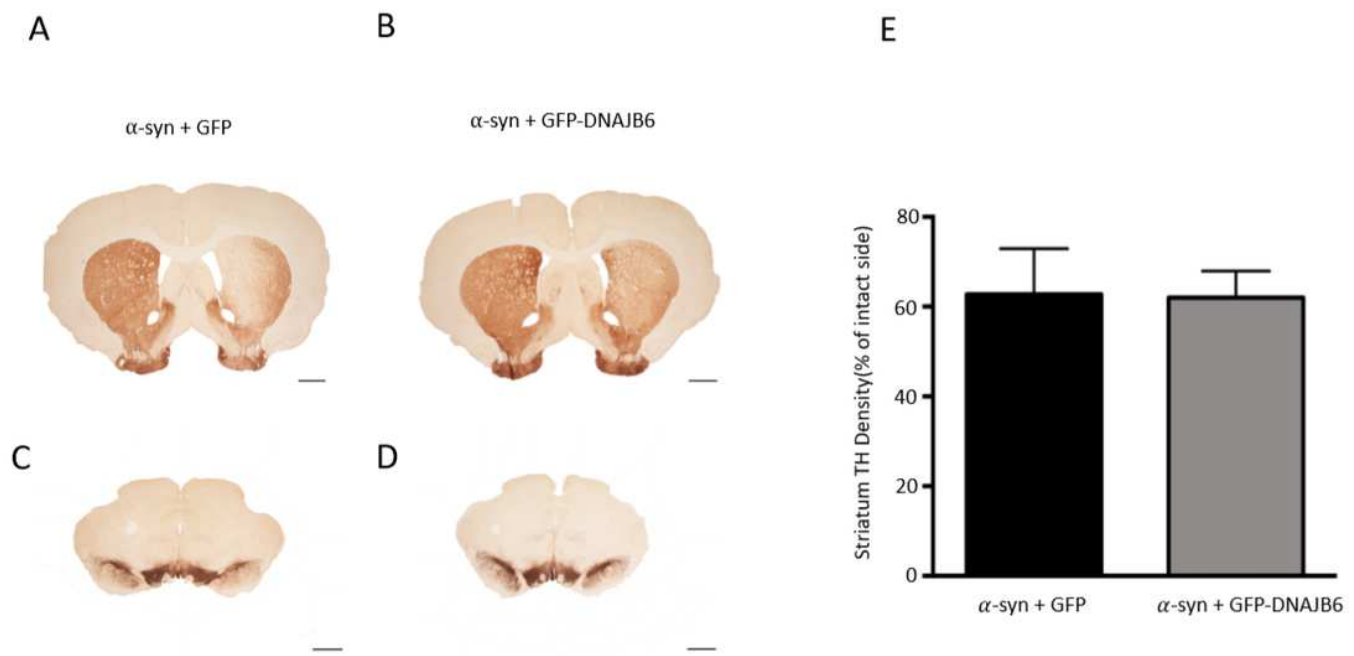 A
B
E
α-syn + GFP
α-syn + GFP-DNAJB6
C
D
Striatum TH Density(% of intact side)
80
60
40
20
0
α-syn + GFP
α-syn + GFP-DNAJB6